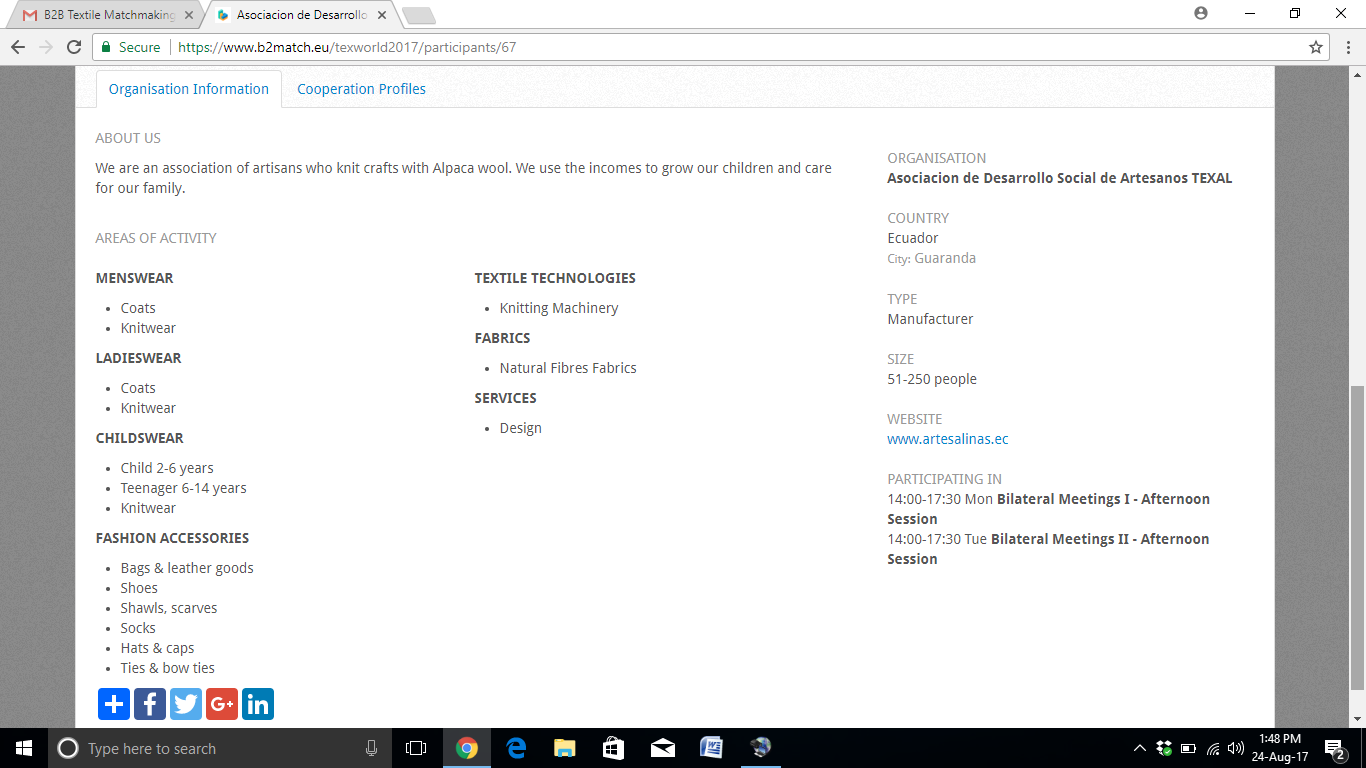 B2B Textile Matchmaking
Asociacion de Desarrollo
Secure
https://www.b2match.eu/texworld2017/participants/67
Organisation Information
Cooperation Profiles
ABOUT US
We are an association of artisans who knit crafts with Alpaca wool. We use the incomes to grow our children and care
for our family.
AREAS OF ACTIVITY
MENSWEAR
Coats
Knitwear
LADIESWEAR
Coats
Knitwear
CHILDSWEAR
Child 2-6 years
Teenager 6-14 years
Knitwear
FASHION ACCESSORIES
Bags & leather goods
Shoes
Shawls, scarves
Socks
Hats & caps
Ties & bow ties
TEXTILE TECHNOLOGIES
Knitting Machinery
FABRICS
Natural Fibres Fabrics
SERVICES
Design
ORGANISATION
Asociacion de Desarrollo Social de Artesanos TEXAL
COUNTRY
Ecuador
City: Guaranda
TYPE
Manufacturer
SIZE
51-250 people
WEBSITE
www.artesalinas.ec
PARTICIPATING IN
14:00-17:30 Mon Bilateral Meetings I - Afternoon
Session
14:00-17:30 Tue Bilateral Meetings II - Afternoon
Session
G+
in
Type here to search
1:48 PM
24-Aug-17
2